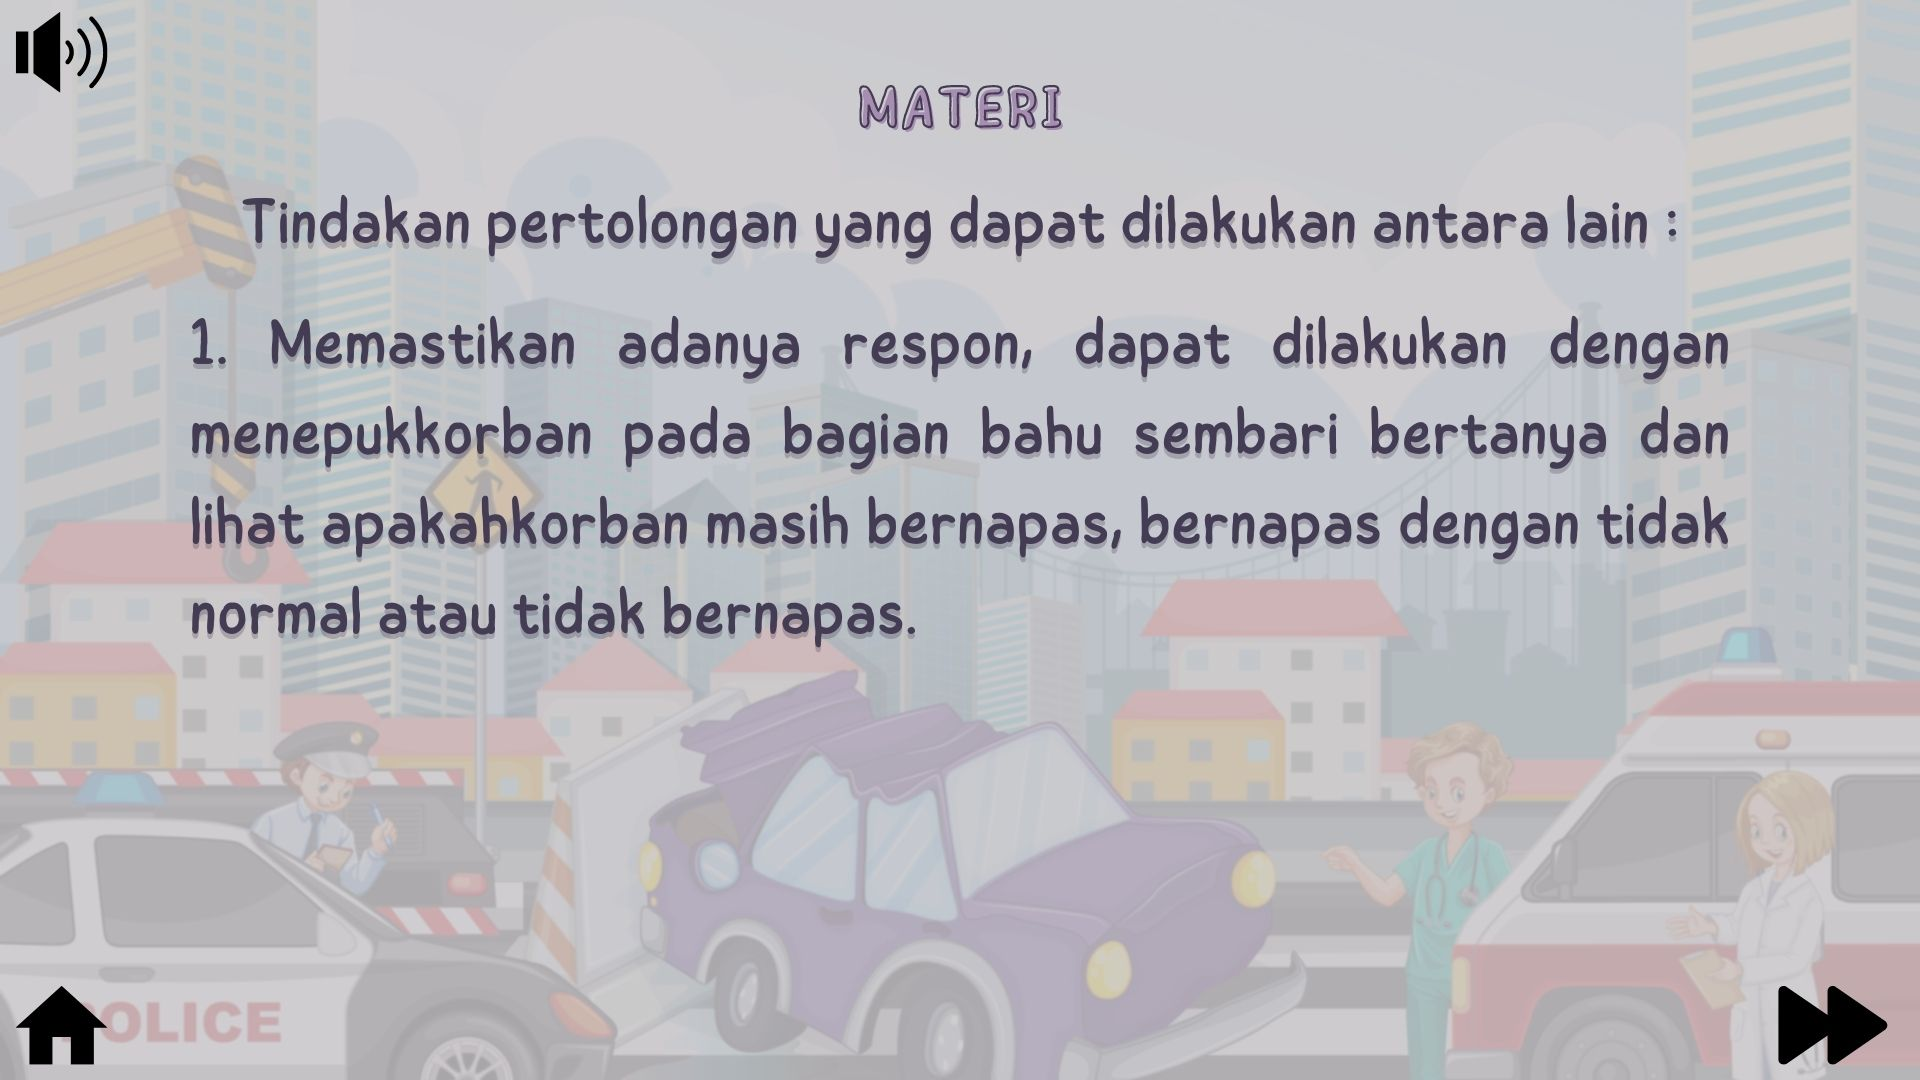 MATERI
Tindakan pertolongan yang dapat dilakukan antara lain :
1. Memastikan adanya respon, dapat dilakukan dengan
menepukkorban pada bagian bahu sembari bertanya dan
lihat apakahkorban masih bernapas, bernapas dengan tidak
normal atau tidak bernapas.
POLICE